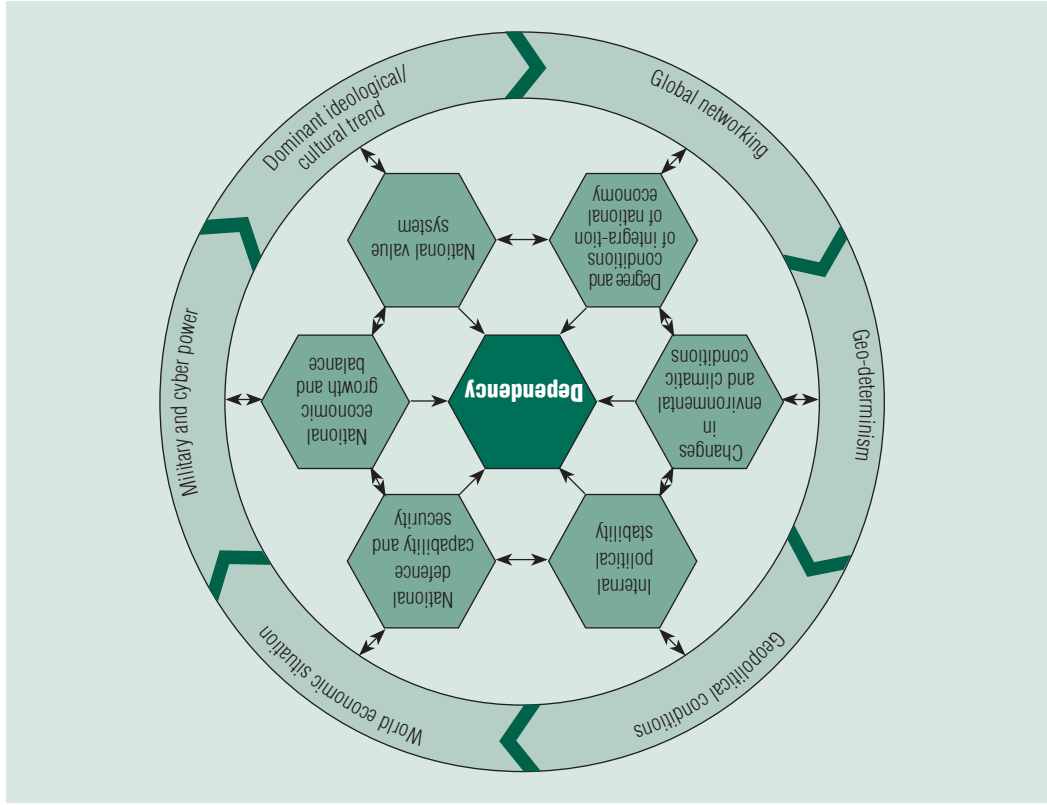 Dominant ideological/
cultural trend
Global networking
Geo-determinism
Geopolitical conditions
World economic situation
Military and cyber power
National value
system
Degree and
conditions
of integra-tion
of national
economy
National
economic
growth and
balance
Dependency
Changes
in
environmental
and climatic
conditions
National
defence
capability and
security
Internal
political
stability